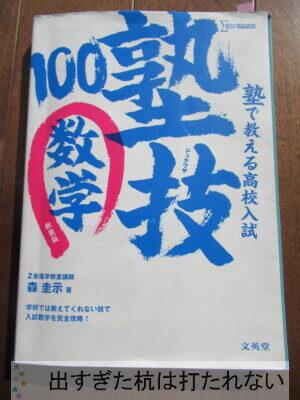 ΣBEST
塾で教える高校入試
塾技
ジュクワザ
100
数学
新装版
Z会進学教室講師
森 圭示 著
学校では教えてくれない技で
入試数学を完全攻略！
文英堂
出すぎた杭は打たれない